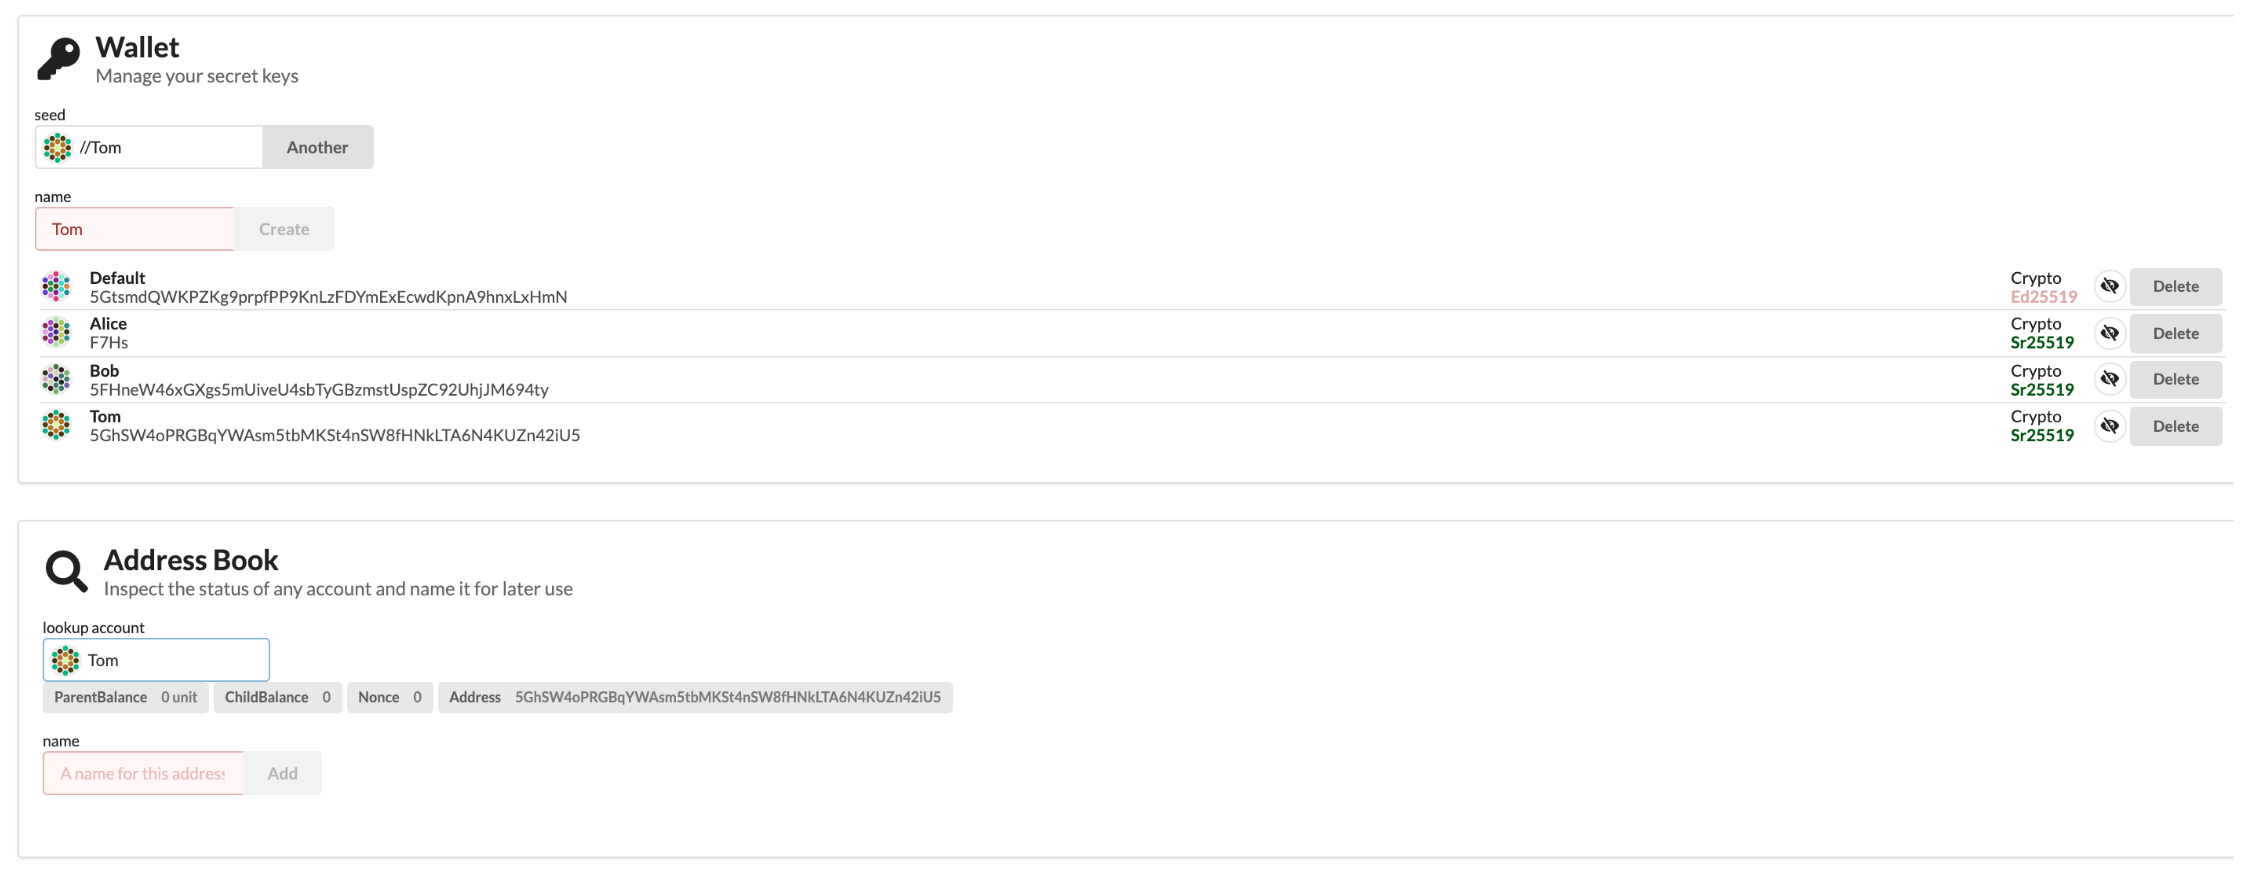 Wallet
Manage your secret keys
seed
//Tom Another
name
Tom Create
Default
5GtsmdQWKPZKg9prpfPP9KnLzFDYmExEcwdKpnA9hnxLxHmN
Crypto
Ed25519
Delete
Alice
F7Hs
Crypto
Sr25519
Delete
Bob
5FHneW46xGXgs5mUiveU4sbTyGBzmstUspZC92UhjJM694ty
Crypto
Sr25519
Delete
Tom
5GhSW4oPRGBqYWAsm5tbMKSt4nSW8fHNkLTA6N4KUZn42iU5
Crypto
Sr25519
Delete
Address Book
Inspect the status of any account and name it for later use
lookup account
Tom
ParentBalance 0 unit ChildBalance 0 Nonce 0 Address 5GhSW4oPRGBqYWAsm5tbMKSt4nSW8fHNkLTA6N4KUZn42iU5
name
A name for this address Add